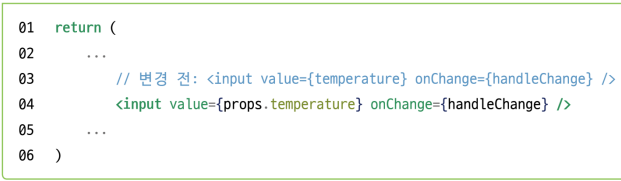 01 return (
02 ...
03 // 변경 전: <input value={temperature} onChange={handleChange} />
04 <input value={props.temperature} onChange={handleChange} />
05 ...
06 )